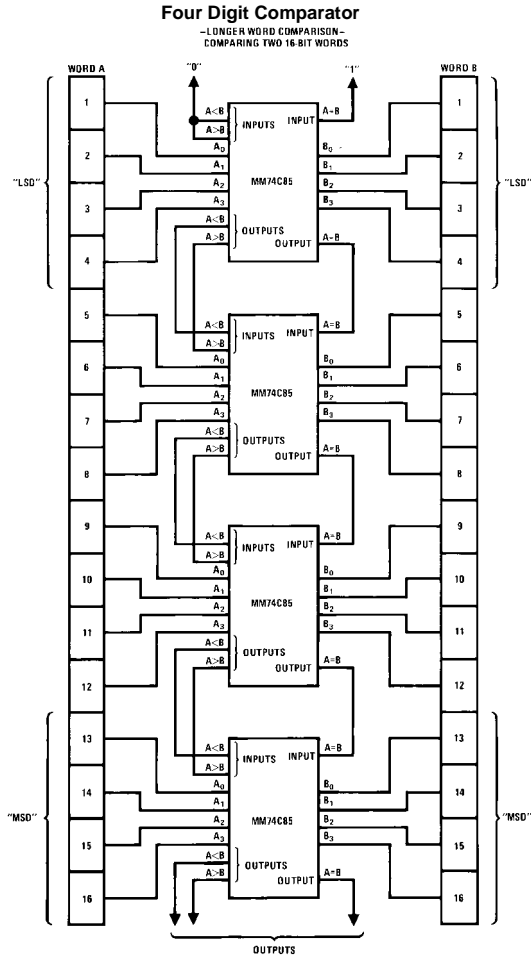 Four Digit Comparator
–LONGER WORD COMPARISON–
COMPARING TWO 16-BIT WORDS
WORD A "0" "1" WORD B
1 A<B INPUTS INPUT A=B 1
A>B
A0 B0
2 A1 B1 2
"LSD" A2 MM74C85 B2 "LSD"
3 A3 B3 3
A<B OUTPUTS
4 A>B OUTPUT A=B 4
5 A<B INPUTS INPUT A=B 5
A>B
A0 B0
6 A1 B1 6
A2 MM74C85 B2
7 A3 B3 7
A<B OUTPUTS
8 A>B OUTPUT A=B 8
9 A<B INPUTS INPUT A=B 9
A>B
A0 B0
10 A1 B1 10
A2 MM74C85 B2
11 A3 B3 11
A<B OUTPUTS
12 A>B OUTPUT A=B 12
13 A<B INPUTS INPUT A=B 13
A>B
A0 B0
14 A1 B1 14
"MSD" A2 MM74C85 B2 "MSD"
15 A3 B3 15
A<B OUTPUTS
16 A>B OUTPUT A=B 16
OUTPUTS